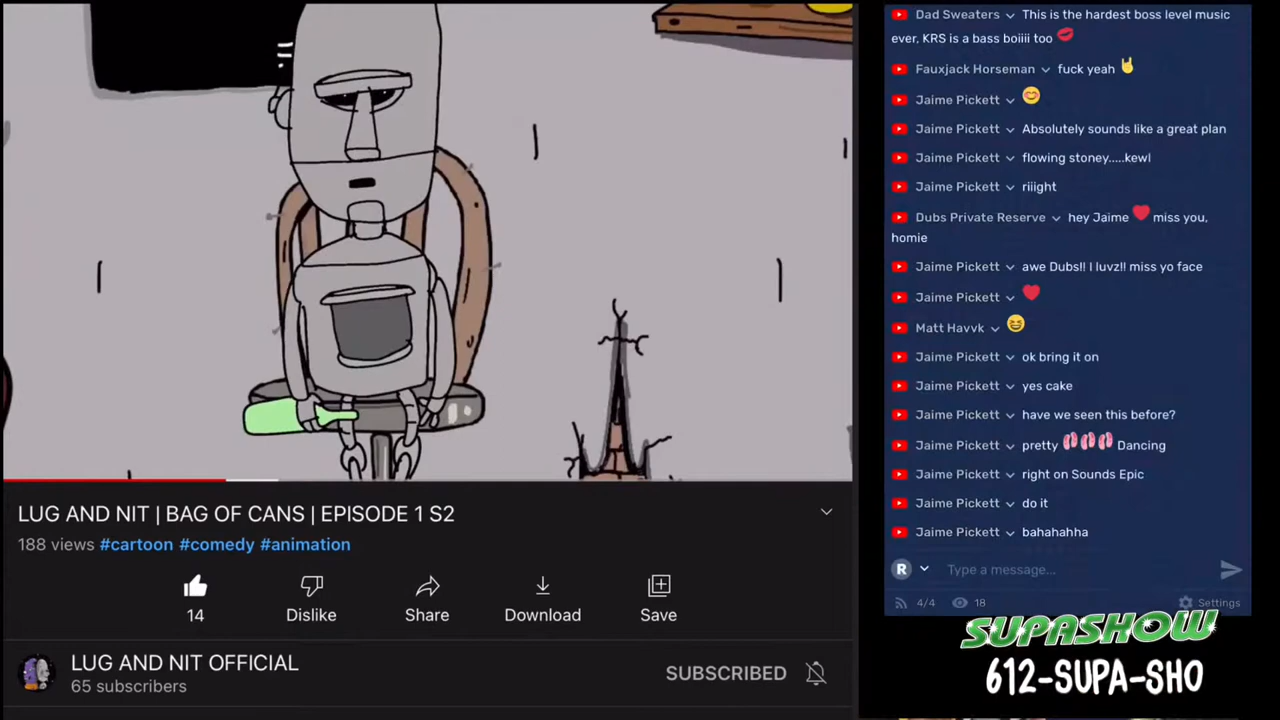 LUG AND NIT | BAG OF CANS | EPISODE 1 S2
188 views #cartoon #comedy #animation
14
Dislike
Share
Download
Save
LUG AND NIT OFFICIAL
65 subscribers
SUBSCRIBED
Dad Sweaters This is the hardest boss level music
ever, KRS is a bass boiiii too 💋
Fauxjack Horseman fuck yeah 🤘
Jaime Pickett 😊
Jaime Pickett Absolutely sounds like a great plan
Jaime Pickett flowing stoney.....kewl
Jaime Pickett riiight
Dubs Private Reserve hey Jaime ❤️ miss you,
homie
Jaime Pickett awe Dubs!! I luvz!! miss yo face
Jaime Pickett ❤️
Matt Havvk 😆
Jaime Pickett ok bring it on
Jaime Pickett yes cake
Jaime Pickett have we seen this before?
Jaime Pickett pretty 👣👣👣 Dancing
Jaime Pickett right on Sounds Epic
Jaime Pickett do it
Jaime Pickett bahahahha
R Type a message...
4/4 18 Settings
SUPASHOW
612-SUPA-SHO